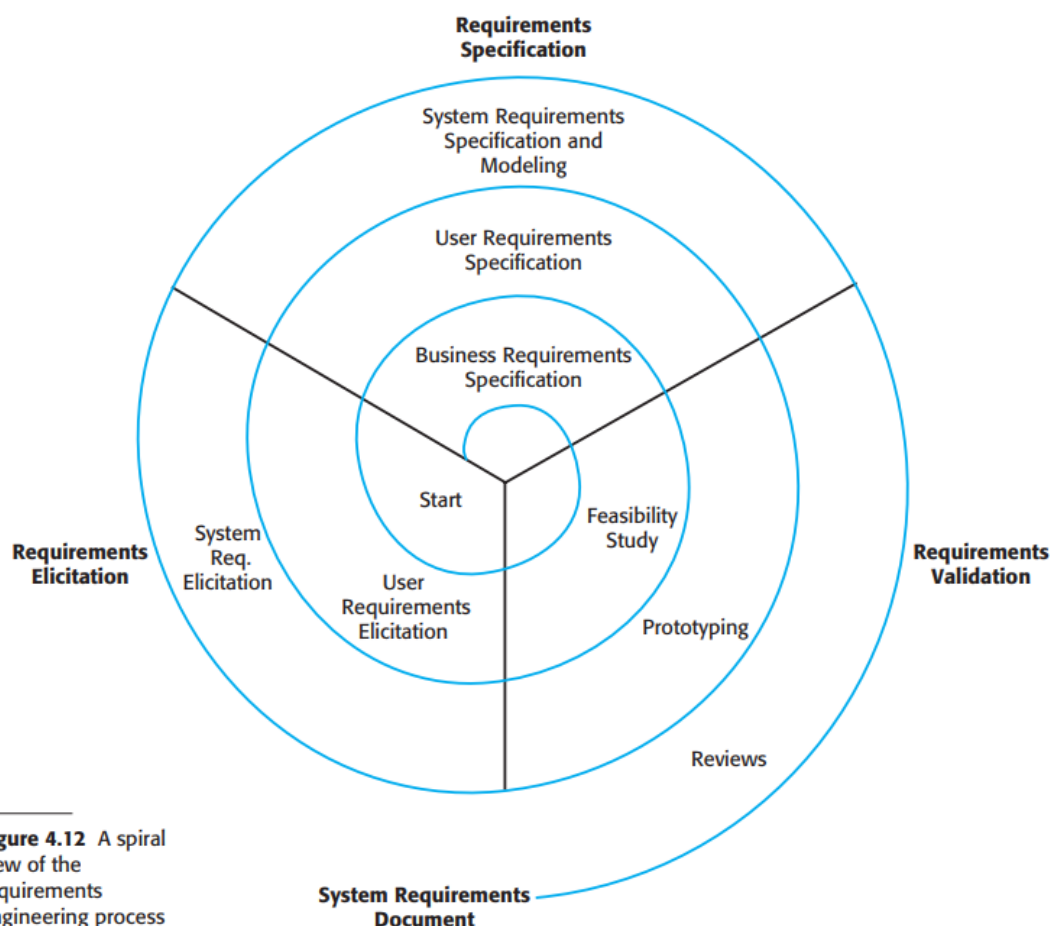 Requirements
Specification
System Requirements
Specification and
Modeling
User Requirements
Specification
Business Requirements
Specification
Start
Feasibility
Study
System
Req.
Elicitation
Requirements
Elicitation
Requirements
Validation
User
Requirements
Elicitation
Prototyping
Reviews
gure 4.12 A spiral
ew of the
quirements
gineering process
System Requirements
Document